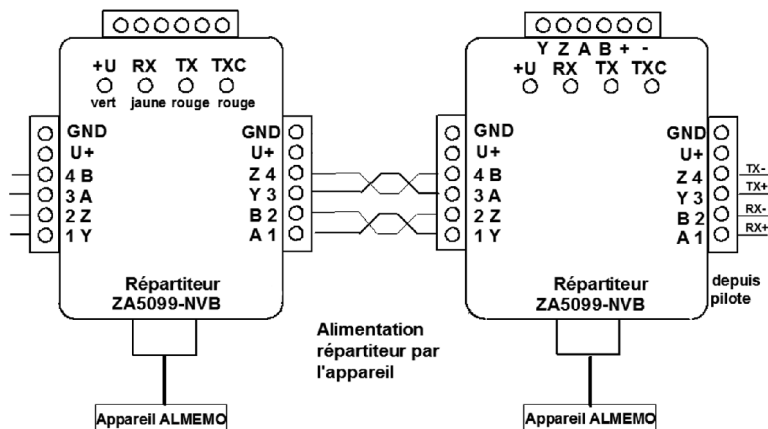 Y Z A B + -
+U RX TX TXC
vert jaune rouge rouge
GND
U+
4 B
3 A
2 Z
1 Y
GND
U+
Z 4
Y 3
B 2
A 1
Répartiteur
ZA5099-NVB
Appareil ALMEMO
Alimentation
répartiteur par
l'appareil
+U RX TX TXC
GND
U+
4 B
3 A
2 Z
1 Y
GND
U+
Z 4
Y 3
B 2
A 1
TX-
TX+
RX-
RX+
depuis
pilote
Répartiteur
ZA5099-NVB
Appareil ALMEMO